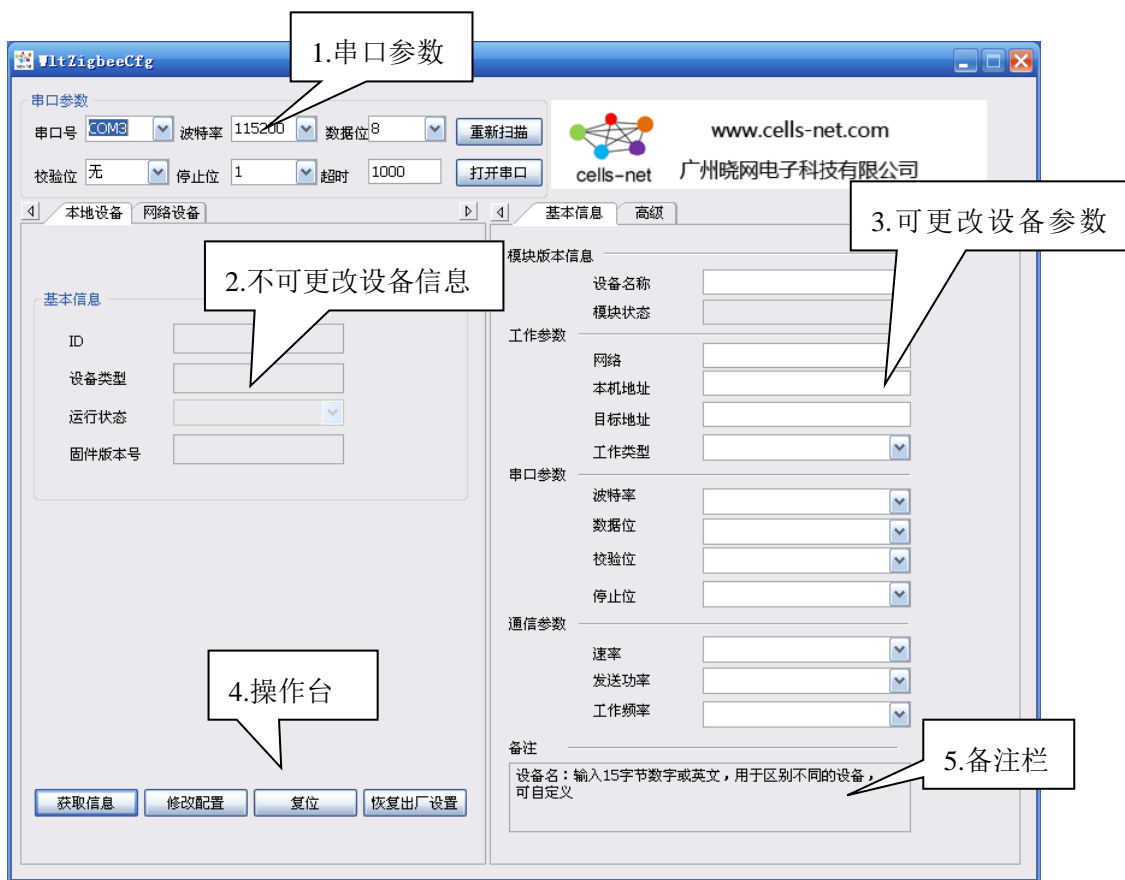 1.串口参数
WltZigbeeCfg
串口参数
串口号 COM3 波特率 115200 数据位 8 重新扫描
校验位 无 停止位 1 超时 1000 打开串口
cells-net
www.cells-net.com
广州晓网电子科技有限公司
本地设备 网络设备
2.不可更改设备信息
基本信息
ID
设备类型
运行状态
固件版本号
4.操作台
获取信息 修改配置 复位 恢复出厂设置
基本信息 高级
3.可更改设备参数
模块版本信息
设备名称
模块状态
工作参数
网络
本机地址
目标地址
工作类型
串口参数
波特率
数据位
校验位
停止位
通信参数
速率
发送功率
工作频率
备注
5.备注栏
设备名：输入15字节数字或英文，用于区别不同的设备，
可自定义